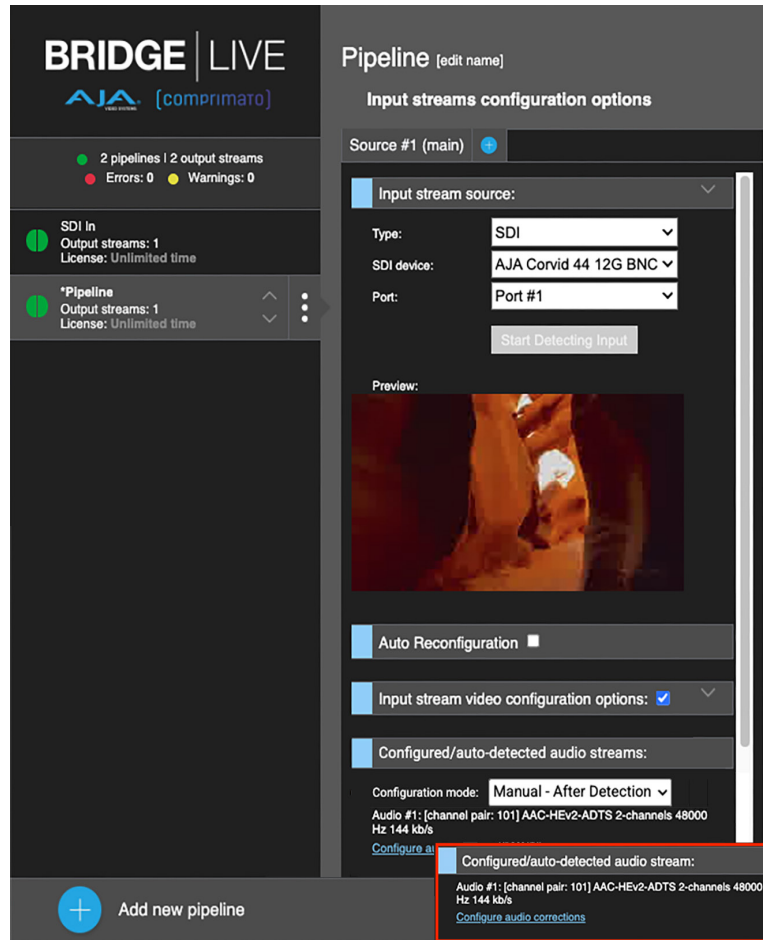 BRIDGE | LIVE
AJA VIDEO SYSTEMS [comprimato]
2 pipelines | 2 output streams
Errors: 0 Warnings: 0
SDI In
Output streams: 1
License: Unlimited time
*Pipeline
Output streams: 1
License: Unlimited time
Add new pipeline
Pipeline [edit name]
Input streams configuration options
Source #1 (main)
Input stream source:
Type: SDI
SDI device: AJA Corvid 44 12G BNC
Port: Port #1
Start Detecting Input
Preview:
Auto Reconfiguration
Input stream video configuration options:
Configured/auto-detected audio streams:
Configuration mode: Manual - After Detection
Audio #1: [channel pair: 101] AAC-HEv2-ADTS 2-channels 48000
Hz 144 kb/s
Configure au
Configured/auto-detected audio stream:
Audio #1: [channel pair: 101] AAC-HEv2-ADTS 2-channels 48000
Hz 144 kb/s
Configure audio corrections